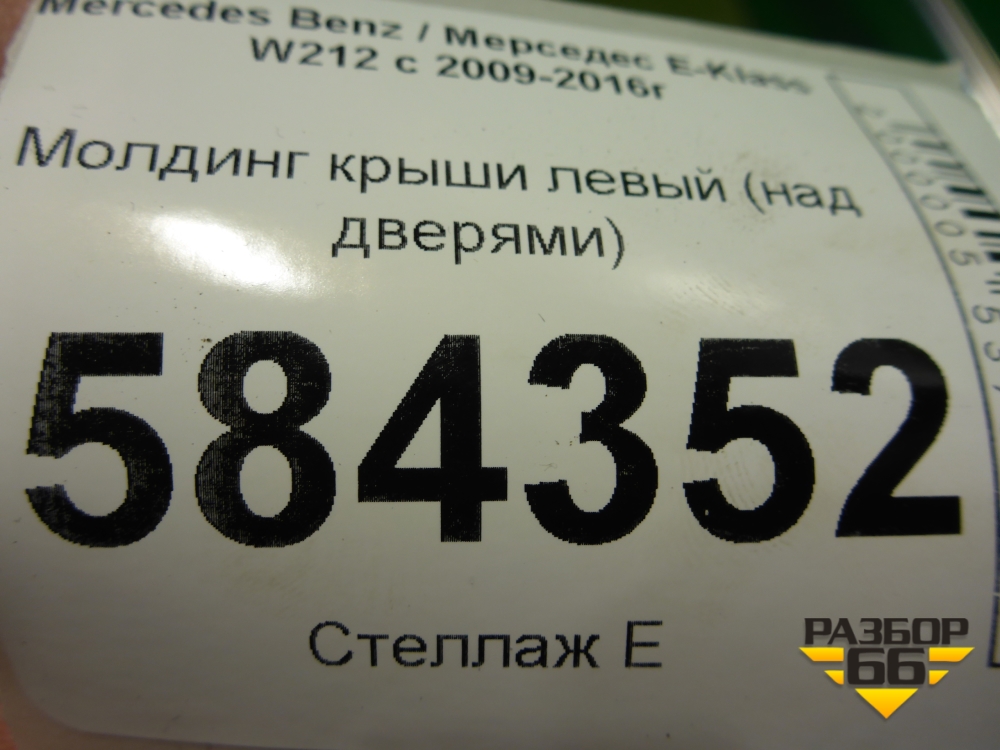 Mercedes Benz / Мерседес E-Klass
W212 с 2009-2016г
Молдинг крыши левый (над
дверями)
584352
Стеллаж Е
РАЗБОР
66